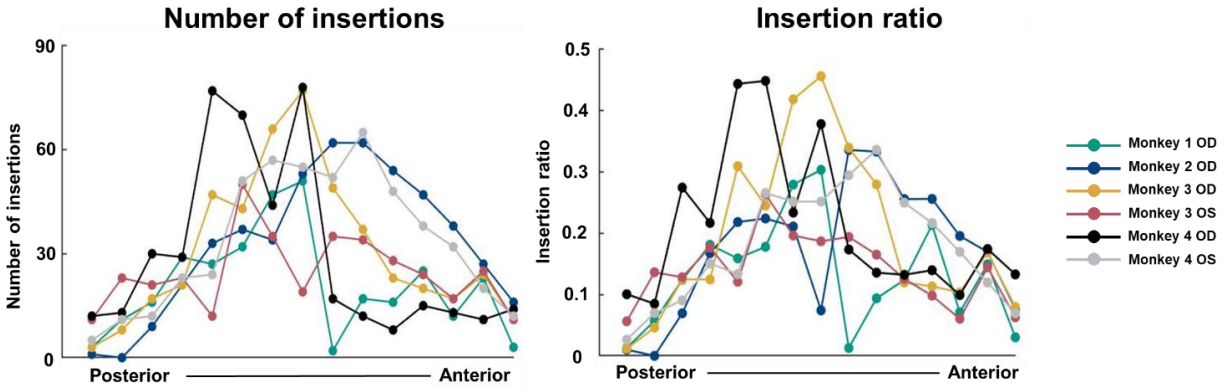 Number of insertions
Number of insertions
90
60
30
0
Posterior
Anterior
Insertion ratio
Insertion ratio
0.5
0.4
0.3
0.2
0.1
0
Posterior
Anterior
Monkey 1 OD
Monkey 2 OD
Monkey 3 OD
Monkey 3 OS
Monkey 4 OD
Monkey 4 OS